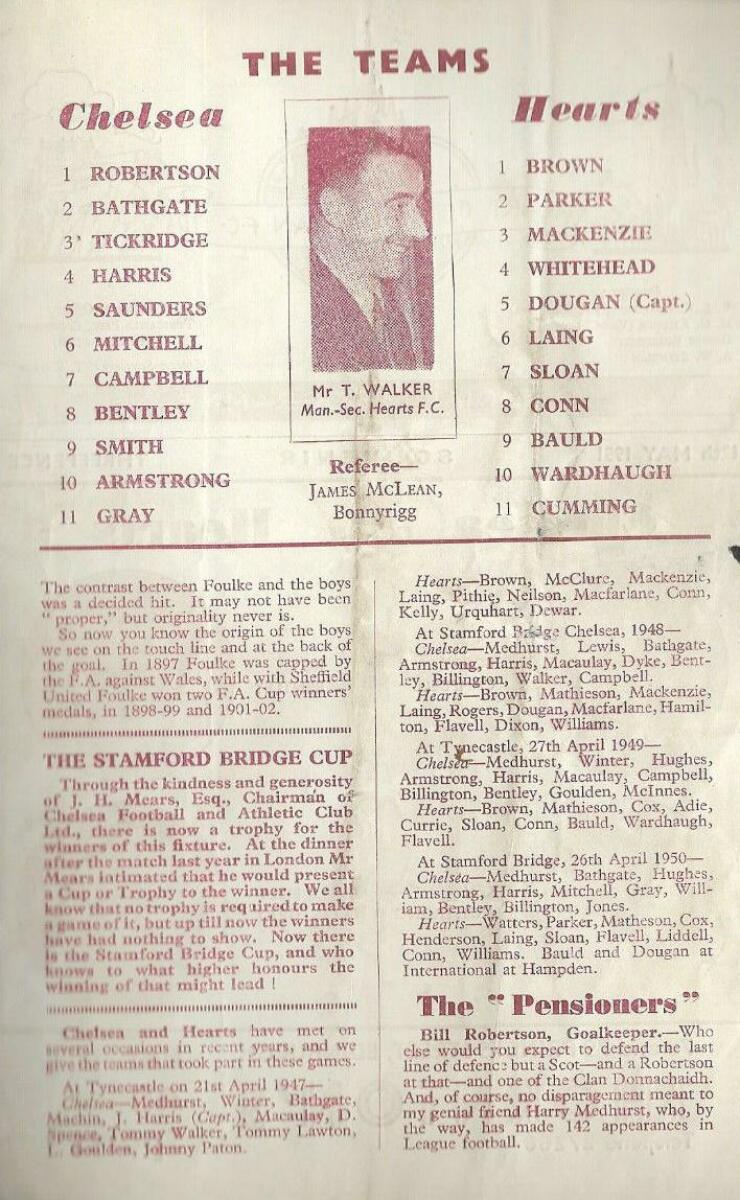 THE TEAMS
Chelsea
1 ROBERTSON
2 BATHGATE
3 TICKRIDGE
4 HARRIS
5 SAUNDERS
6 MITCHELL
7 CAMPBELL
8 BENTLEY
9 SMITH
10 ARMSTRONG
11 GRAY
Mr T. WALKER
Man.-Sec. Hearts F.C.
Referee—
JAMES MCLEAN,
Bonnyrigg
Hearts
1 BROWN
2 PARKER
3 MACKENZIE
4 WHITEHEAD
5 DOUGAN (Capt.)
6 LAING
7 SLOAN
8 CONN
9 BAULD
10 WARDHAUGH
11 CUMMING
The contrast between Foulke and the boys
was a decided hit. It may not have been
"proper," but originality never is.
So now you know the origin of the boys
we see on the touch line and at the back of
the goal. In 1897 Foulke was capped by
the F.A. against Wales, while with Sheffield
United Foulke won two F.A. Cup winners'
medals, in 1898-99 and 1901-02.
THE STAMFORD BRIDGE CUP
Through the kindness and generosity
of J. H. Mears, Esq., Chairman of
Chelsea Football and Athletic Club
Ltd., there is now a trophy for the
winners of this fixture. At the dinner
after the match last year in London Mr
Mears intimated that he would present
a Cup or Trophy to the winner. We all
know that no trophy is required to make
a game of it, but up till now the winners
have had nothing to show. Now there
is the Stamford Bridge Cup, and who
knows to what higher honours the
winning of that might lead !
Chelsea and Hearts have met on
several occasions in recent years, and we
give the teams that took part in these games.
At Tynecastle on 21st April 1947—
Chelsea—Medhurst, Winter, Bathgate,
Machin, J. Harris (Capt.), Macaulay, D.
Spence, Tommy Walker, Tommy Lawton,
L. Goulden, Johnny Paton.
Hearts—Brown, McClure, Mackenzie,
Laing, Pithie, Neilson, Macfarlane, Conn,
Kelly, Urquhart, Dewar.
At Stamford Bridge Chelsea, 1948—
Chelsea—Medhurst, Lewis, Bathgate,
Armstrong, Harris, Macaulay, Dyke, Bent-
ley, Billington, Walker, Campbell.
Hearts—Brown, Mathieson, Mackenzie,
Laing, Rogers, Dougan, Macfarlane, Hamil-
ton, Flavell, Dixon, Williams.
At Tynecastle, 27th April 1949—
Chelsea—Medhurst, Winter, Hughes,
Armstrong, Harris, Macaulay, Campbell,
Billington, Bentley, Goulden, McInnes.
Hearts—Brown, Mathieson, Cox, Adie,
Currie, Sloan, Conn, Bauld, Wardhaugh,
Flavell.
At Stamford Bridge, 26th April 1950—
Chelsea—Medhurst, Bathgate, Hughes,
Armstrong, Harris, Mitchell, Gray, Will-
iam, Bentley, Billington, Jones.
Hearts—Watters, Parker, Matheson, Cox,
Henderson, Laing, Sloan, Flavell, Liddell,
Conn, Williams. Bauld and Dougan at
International at Hampden.
The "Pensioners"
Bill Robertson, Goalkeeper.—Who
else would you expect to defend the last
line of defence but a Scot—and a Robertson
at that—and one of the Clan Donnachaidh.
And, of course, no disparagement meant to
my genial friend Harry Medhurst, who, by
the way, has made 142 appearances in
League football.